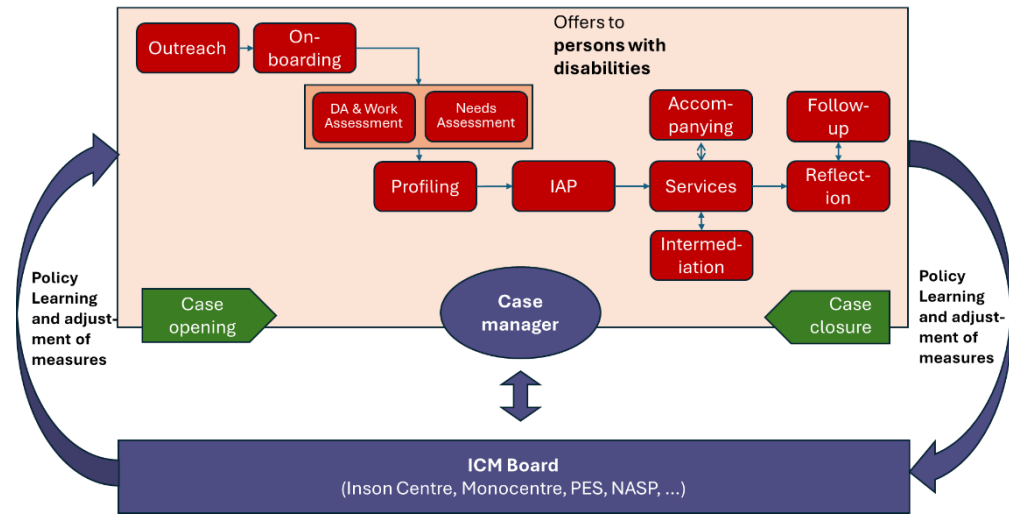 Offers to
persons with
disabilities
Outreach
On-
boarding
DA & Work
Assessment
Needs
Assessment
Accom-
panying
Follow-
up
Profiling
IAP
Services
Reflect-
ion
Intermed-
iation
Policy
Learning
and adjust-
ment of
measures
Case
opening
Case
manager
Case
closure
Policy
Learning
and adjust-
ment of
measures
ICM Board
(Inson Centre, Monocentre, PES, NASP, ...)